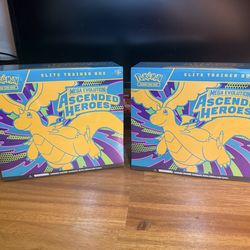 ELITE TRAINER BOX
Pokémon
MEGA EVOLUTION
ASCENDED
HEROES
ELITE TRAINER BOX
Pokémon
MEGA EVOLUTION
ASCENDED
HEROES